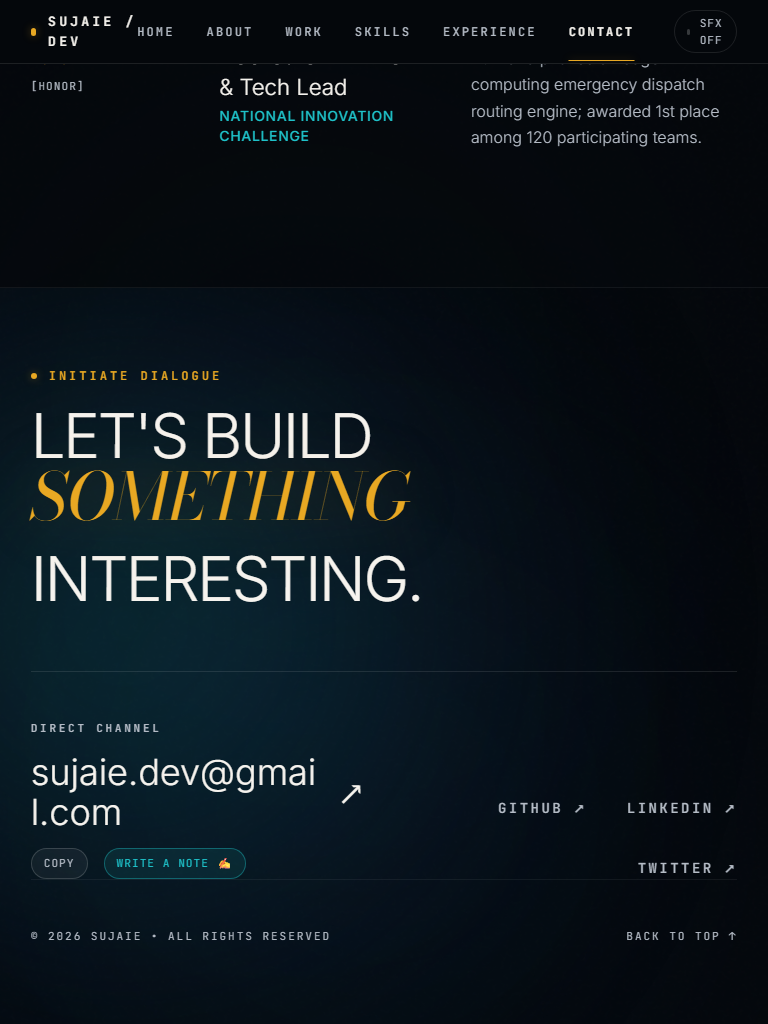 SUJAIE /
DEV
HOME
ABOUT
WORK
SKILLS
EXPERIENCE
CONTACT
SFX
OFF
[HONOR]
& Tech Lead
NATIONAL INNOVATION
CHALLENGE
computing emergency dispatch
routing engine; awarded 1st place
among 120 participating teams.
INITIATE DIALOGUE
LET'S BUILD
SOMETHING
INTERESTING.
DIRECT CHANNEL
sujaie.dev@gmai
l.com ↗
GITHUB ↗
LINKEDIN ↗
COPY
WRITE A NOTE ✍️
TWITTER ↗
© 2026 SUJAIE • ALL RIGHTS RESERVED
BACK TO TOP ↑